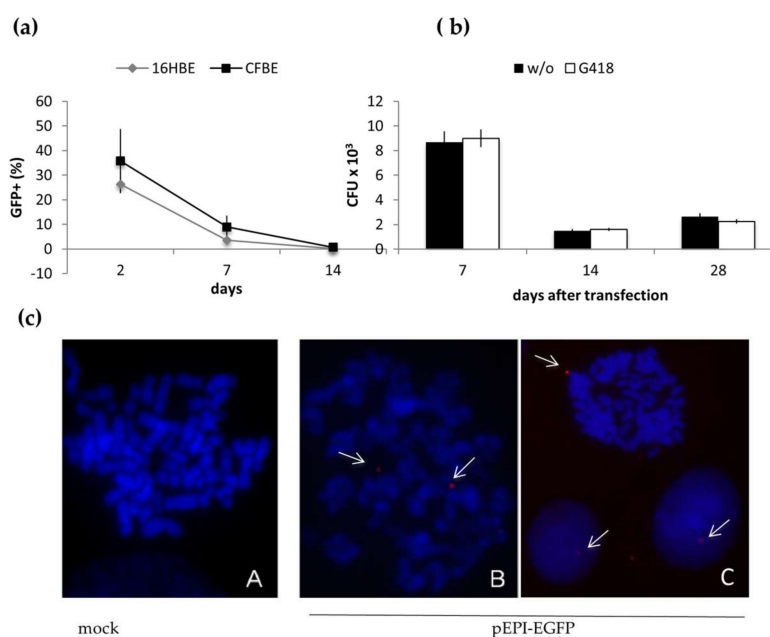 (a)
16HBE CFBE
GFP+ (%)
60
50
40
30
20
10
0
-10
2 7 14
days
( b)
w/o G418
CFU x 10³
12
10
8
6
4
2
0
7 14 28
days after transfection
(c)
A
B
C
mock
pEPI-EGFP